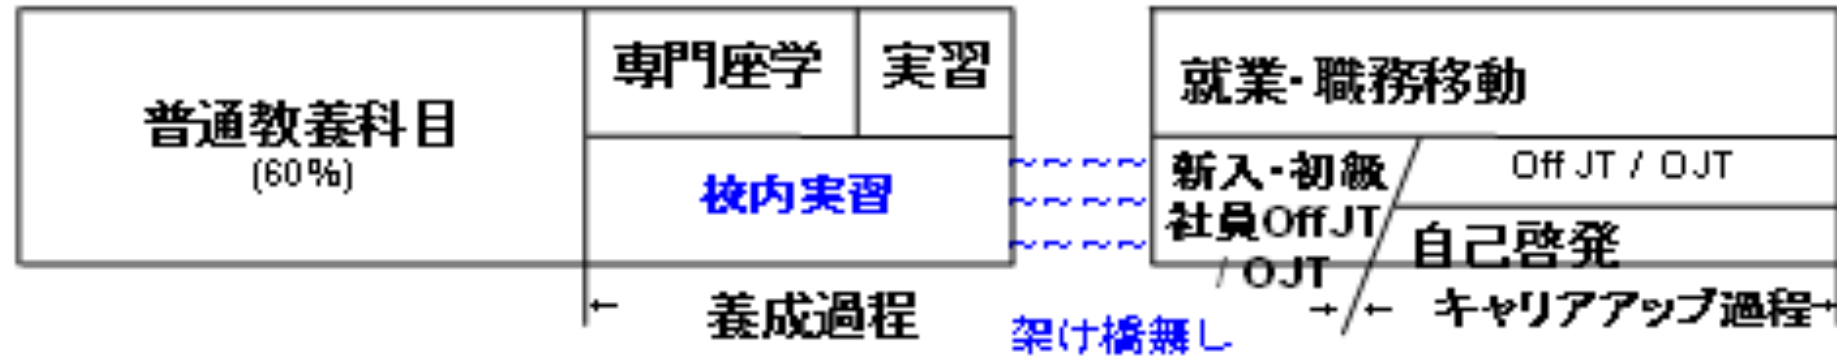 普通教養科目
(60%)
専門座学
実習
校内実習
養成過程
架け橋無し
就業・職務移動
新入・初級
社員OffJT
/ OJT
Off JT / OJT
自己啓発
キャリアアップ過程